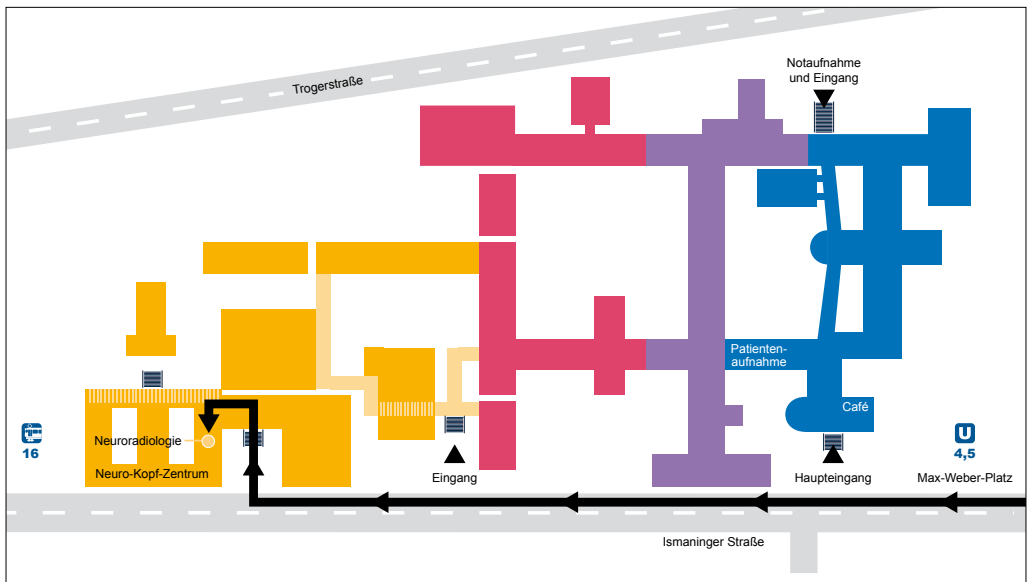 Trogerstraße
Notaufnahme
und Eingang
Patienten-
aufnahme
Café
16
Neuroradiologie
Neuro-Kopf-Zentrum
Eingang
Haupteingang
U
4,5
Max-Weber-Platz
Ismaninger Straße